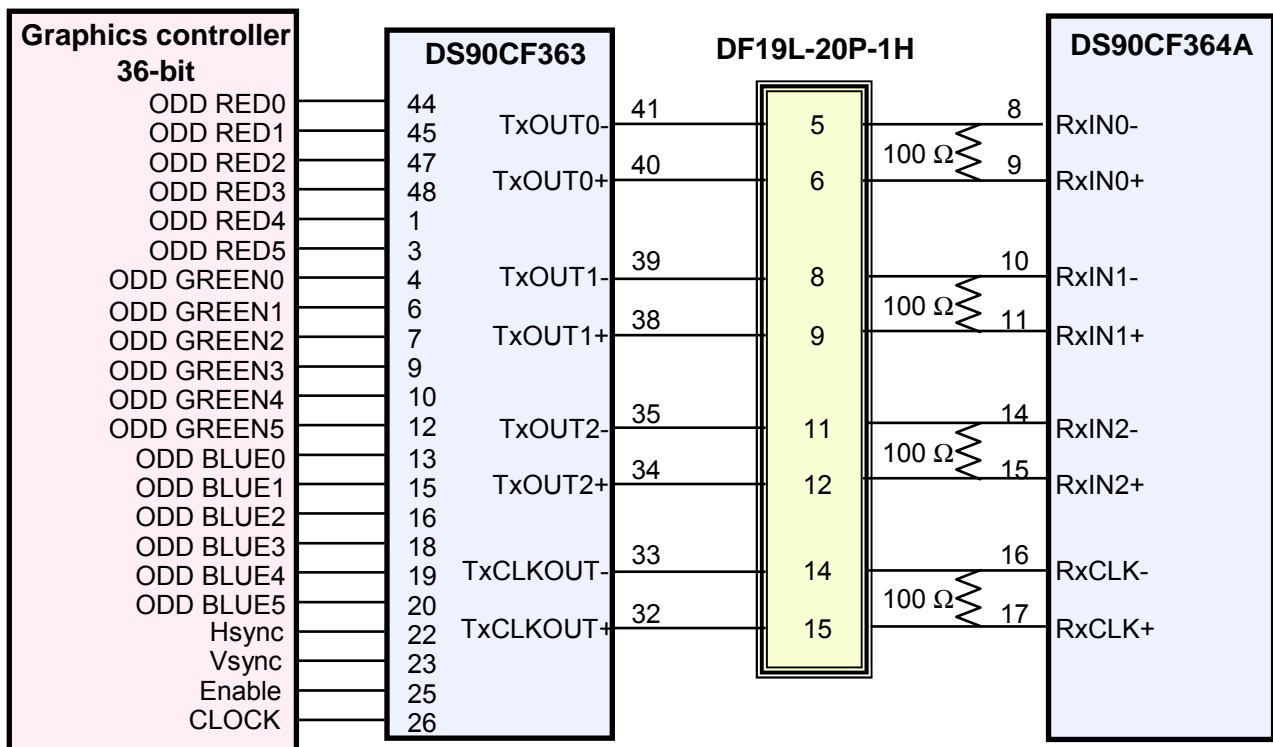 Graphics controller
36-bit
DS90CF363
DF19L-20P-1H
DS90CF364A
ODD RED0 44
ODD RED1 45
ODD RED2 47
ODD RED3 48
ODD RED4 1
ODD RED5 3
ODD GREEN0 4
ODD GREEN1 6
ODD GREEN2 7
ODD GREEN3 9
ODD GREEN4 10
ODD GREEN5 12
ODD BLUE0 13
ODD BLUE1 15
ODD BLUE2 16
ODD BLUE3 18
ODD BLUE4 19
ODD BLUE5 20
Hsync 22
Vsync 23
Enable 25
CLOCK 26
TxOUT0- 41 5 8 RxIN0-
100 Ω
TxOUT0+ 40 6 9 RxIN0+
TxOUT1- 39 8 10 RxIN1-
100 Ω
TxOUT1+ 38 9 11 RxIN1+
TxOUT2- 35 11 14 RxIN2-
100 Ω
TxOUT2+ 34 12 15 RxIN2+
TxCLKOUT- 33 14 16 RxCLK-
100 Ω
TxCLKOUT+ 32 15 17 RxCLK+